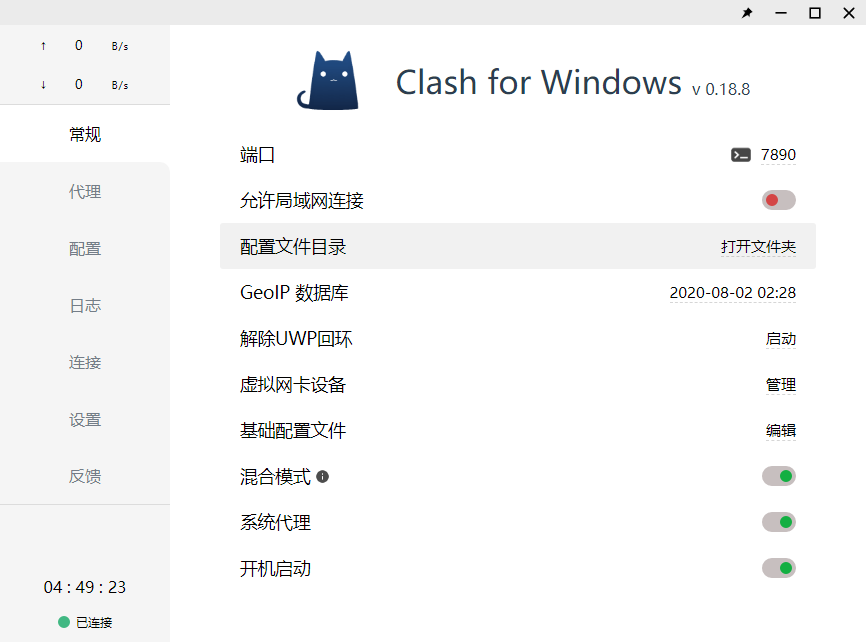 ↑ 0 B/s
↓ 0 B/s
常规
代理
配置
日志
连接
设置
反馈
04 : 49 : 23
已连接
Clash for Windows v 0.18.8
端口 7890
允许局域网连接
配置文件目录 打开文件夹
GeoIP 数据库 2020-08-02 02:28
解除UWP回环 启动
虚拟网卡设备 管理
基础配置文件 编辑
混合模式
系统代理
开机启动